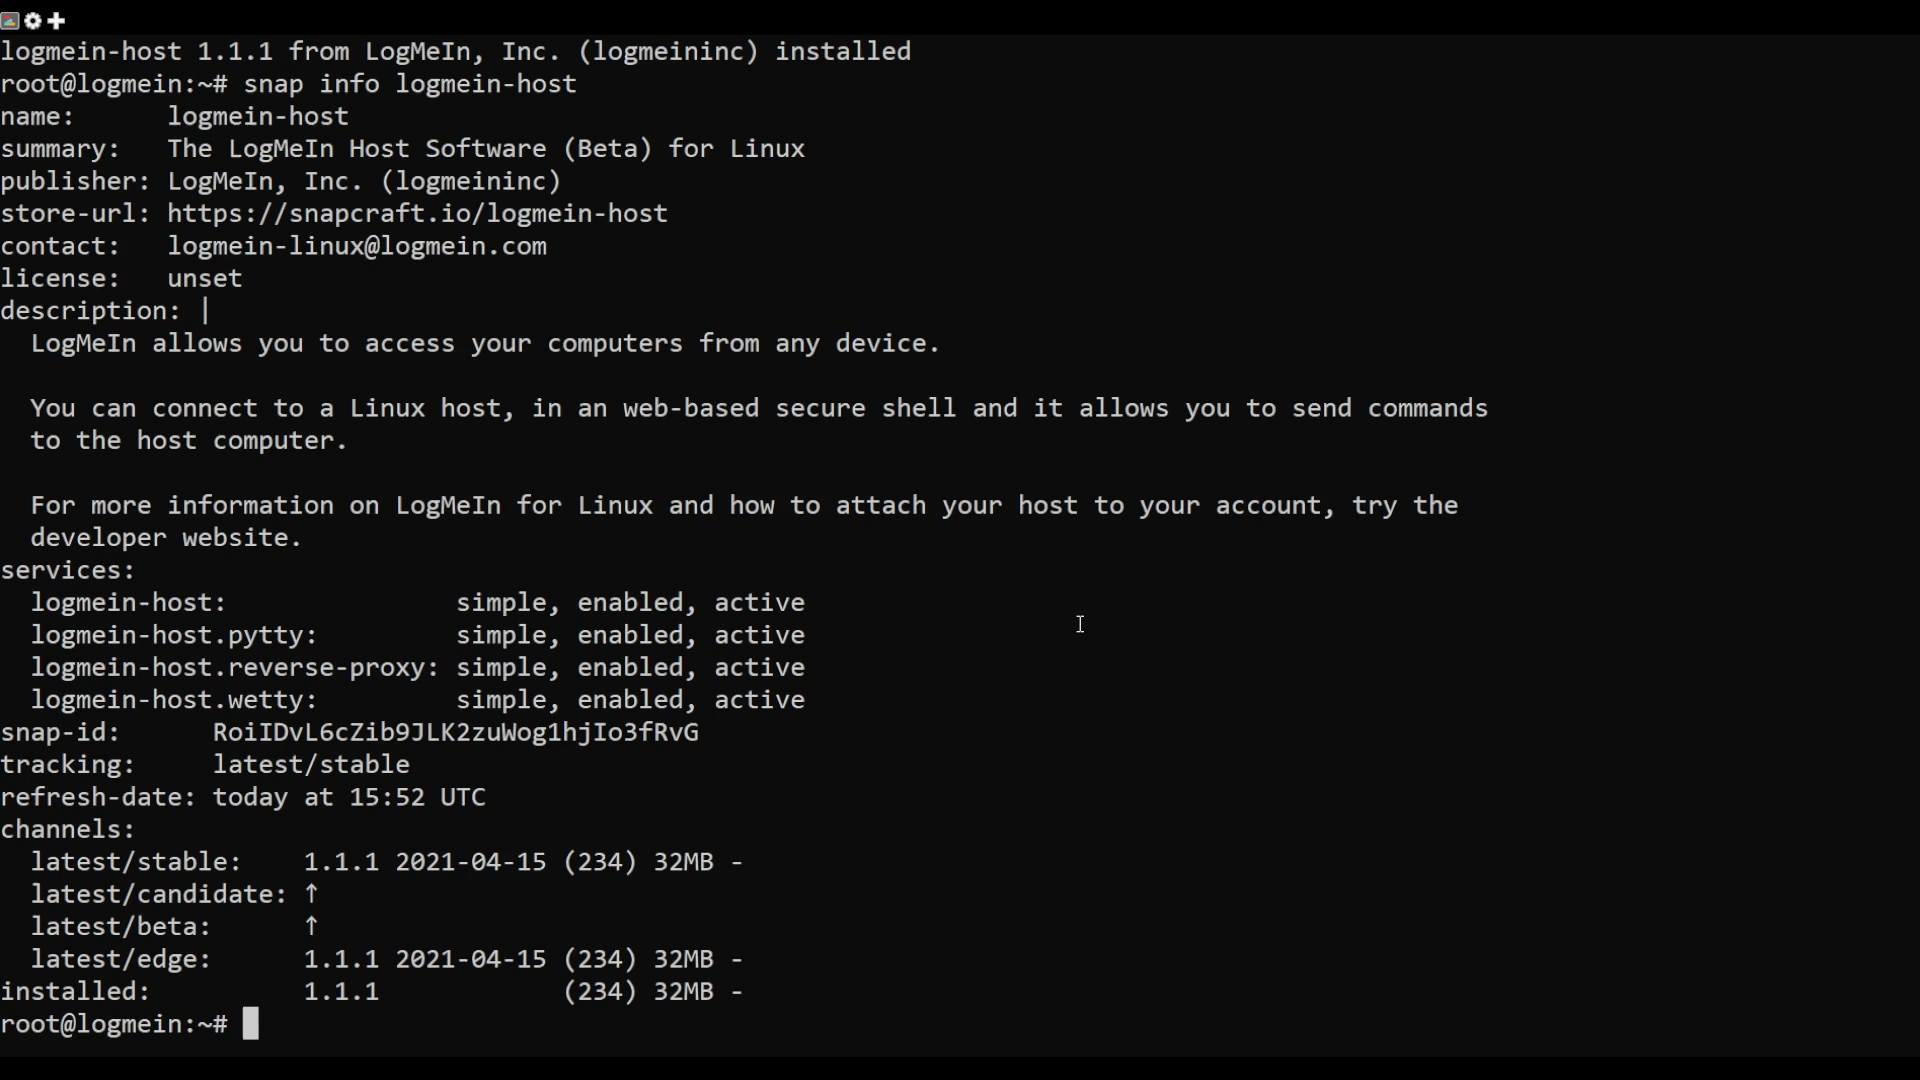 logmein-host 1.1.1 from LogMeIn, Inc. (logmeininc) installed
root@logmein:~# snap info logmein-host
name:      logmein-host
summary:   The LogMeIn Host Software (Beta) for Linux
publisher: LogMeIn, Inc. (logmeininc)
store-url: https://snapcraft.io/logmein-host
contact:   logmein-linux@logmein.com
license:   unset
description: |
  LogMeIn allows you to access your computers from any device.

  You can connect to a Linux host, in an web-based secure shell and it allows you to send commands
  to the host computer.

  For more information on LogMeIn for Linux and how to attach your host to your account, try the
  developer website.
services:
  logmein-host:               simple, enabled, active
  logmein-host.pytty:         simple, enabled, active
  logmein-host.reverse-proxy: simple, enabled, active
  logmein-host.wetty:         simple, enabled, active
snap-id:      RoiIDvL6cZib9JLK2zuWog1hjIo3fRvG
tracking:     latest/stable
refresh-date: today at 15:52 UTC
channels:
  latest/stable:    1.1.1 2021-04-15 (234) 32MB -
  latest/candidate: ↑
  latest/beta:      ↑
  latest/edge:      1.1.1 2021-04-15 (234) 32MB -
installed:          1.1.1            (234) 32MB -
root@logmein:~#